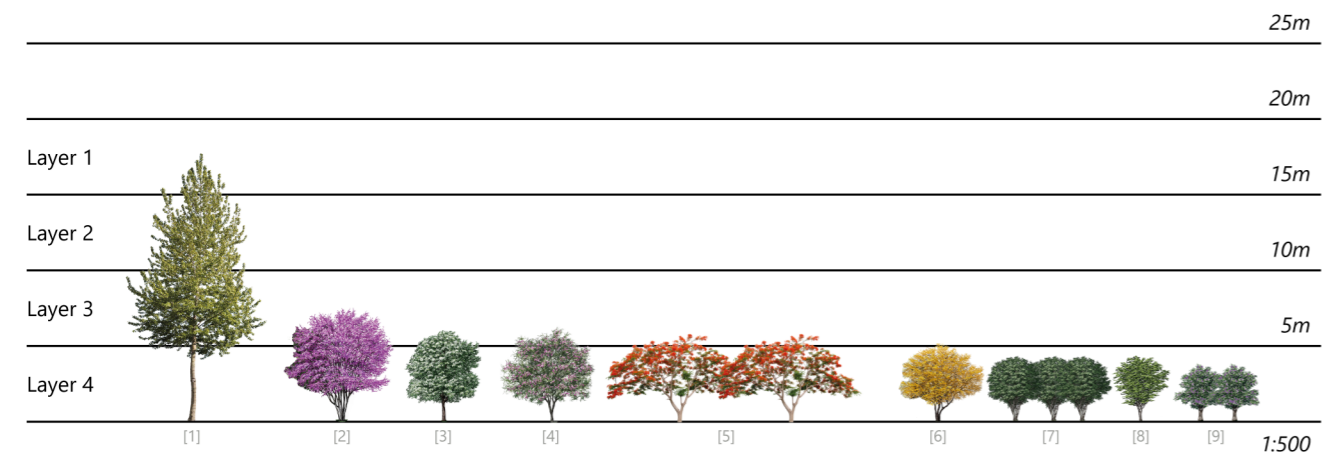 25m
20m
Layer 1
15m
Layer 2
10m
Layer 3
5m
Layer 4
[1] [2] [3] [4] [5] [6] [7] [8] [9]
1:500